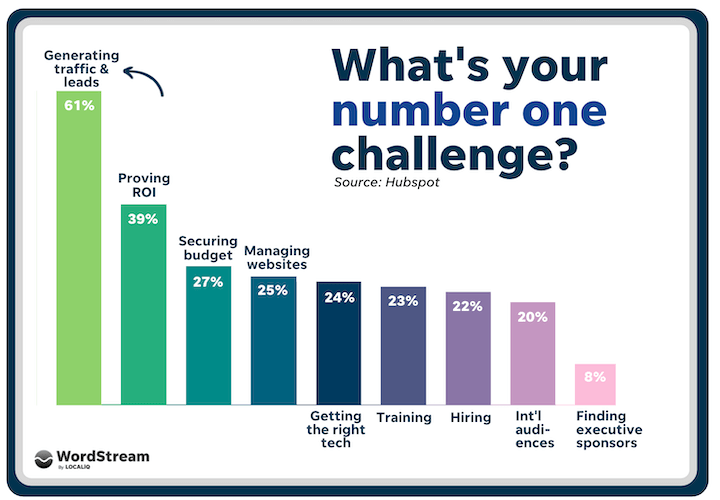 What's your
number one
challenge?
Source: Hubspot
Generating
traffic &
leads
61%
Proving
ROI
39%
Securing
budget
27%
Managing
websites
25%
24%
Getting
the right
tech
23%
Training
22%
Hiring
20%
Int'l
audi-
ences
8%
Finding
executive
sponsors
WordStream
By LOCALiQ